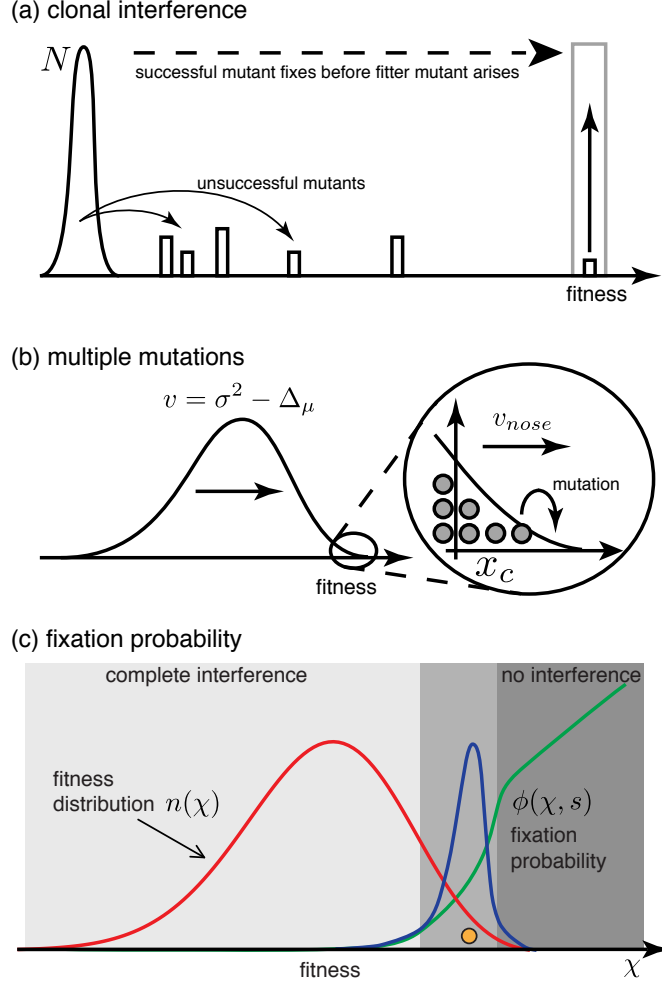 (a) clonal interference
N
successful mutant fixes before fitter mutant arises
unsuccessful mutants
fitness
(b) multiple mutations
v = σ² − Δμ
v_nose
mutation
x_c
fitness
(c) fixation probability
complete interference
no interference
fitness
distribution n(χ)
ϕ(χ, s)
fixation
probability
fitness
χ